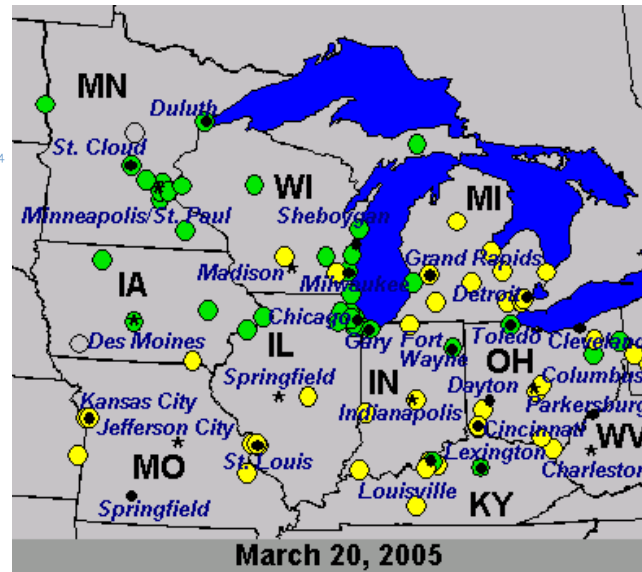 MN
Duluth
4
St. Cloud
WI
MI
Minneapolis/St. Paul
Sheboygan
Grand Rapids
Madison
Milwaukee
IA
Detroit
Chicago
Des Moines
Gary
Fort
Wayne
Toledo
Cleveland
IL
OH
Springfield
IN
Dayton
Columbus
Kansas City
Indianapolis
Parkersburg
Jefferson City
Cincinnati
WV
MO
St. Louis
Lexington
Charleston
Springfield
Louisville
KY
March 20, 2005